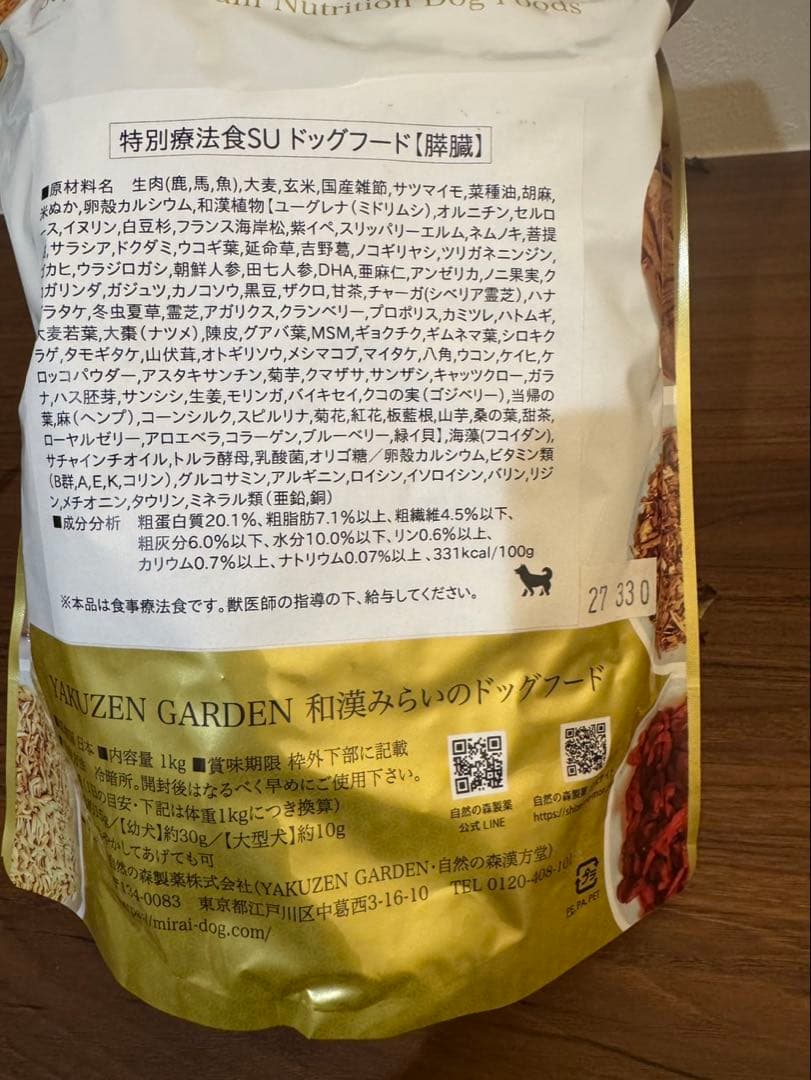 Nutrition Dog Foods
特別療法食SU ドッグフード【膵臓】
■原材料名 生肉(鹿,馬,魚),大麦,玄米,国産雑節,サツマイモ,菜種油,胡麻,
米ぬか,卵殻カルシウム,和漢植物【ユーグレナ(ミドリムシ),オルニチン,セルロ
ース,イヌリン,白豆杉,フランス海岸松,紫イペ,スリッパリーエルム,ネムノキ,菩提
,サラシア,ドクダミ,ウコギ葉,延命草,吉野葛,ノコギリヤシ,ツリガネニンジン,
カヒ,ウラジロガシ,朝鮮人参,田七人参,DHA,亜麻仁,アンゼリカ,ノニ果実,ク
ガリンダ,ガジュツ,カノコソウ,黒豆,ザクロ,甘茶,チャーガ(シベリア霊芝),ハナ
ラタケ,冬虫夏草,霊芝,アガリクス,クランベリー,プロポリス,カミツレ,ハトムギ,
大麦若葉,大棗(ナツメ),陳皮,グアバ葉,MSM,ギョクチク,ギムネマ葉,シロキク
ラゲ,タモギタケ,山伏茸,オトギリソウ,メシマコブ,マイタケ,八角,ウコン,ケイヒ,ケ
ロッコパウダー,アスタキサンチン,菊芋,クマザサ,サンザシ,キャッツクロー,ガラ
ナ,ハス胚芽,サンシシ,生姜,モリンガ,バイキセイ,クコの実(ゴジベリー),当帰の
葉,麻(ヘンプ),コーンシルク,スピルリナ,菊花,紅花,板藍根,山芋,桑の葉,甜茶,
ローヤルゼリー,アロエベラ,コラーゲン,ブルーベリー,緑イ貝】,海藻(フコイダン),
サチャインチオイル,トルラ酵母,乳酸菌,オリゴ糖／卵殻カルシウム,ビタミン類
(B群,A,E,K,コリン),グルコサミン,アルギニン,ロイシン,イソロイシン,バリン,リジ
ン,メチオニン,タウリン,ミネラル類(亜鉛,銅)
■成分分析 粗蛋白質20.1%、粗脂肪7.1%以上、粗繊維4.5%以下、
粗灰分6.0%以下、水分10.0%以下、リン0.6%以上、
カリウム0.7%以上、ナトリウム0.07%以上、331kcal/100g
※本品は食事療法食です。獣医師の指導の下、給与してください。
27 330
YAKUZEN GARDEN 和漢みらいのドッグフード
日本 ■内容量 1kg ■賞味期限 枠外下部に記載
冷暗所。開封後はなるべく早めにご使用下さい。
の目安・下記は体重1kgにつき換算)
/【幼犬】約30g/【大型犬】約10g
やかしてあげても可
自然の森製薬株式会社(YAKUZEN GARDEN・自然の森漢方堂)
134-0083 東京都江戸川区中葛西3-16-10 TEL 0120-408-10
//mirai-dog.com/
自然の森製薬
公式 LINE
自然の森製薬
https://
PE,PA,PET